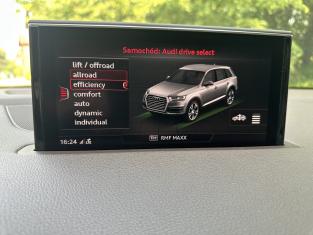 Samochód: Audi drive select
lift / offroad
allroad
efficiency
comfort
auto
dynamic
individual
16:24
RMF MAXX